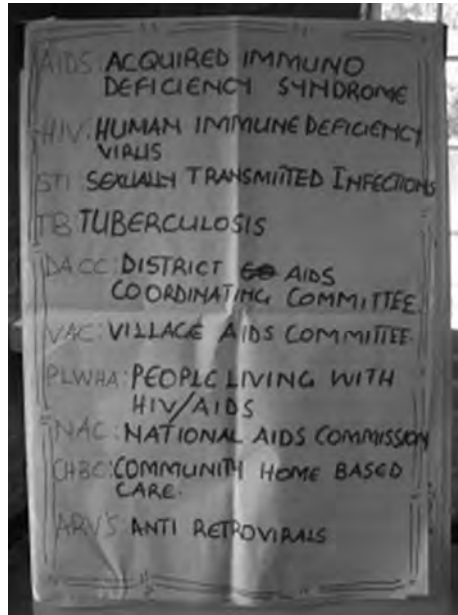 AIDS: ACQUIRED IMMUNO
DEFICIENCY SYNDROME
HIV: HUMAN IMMUNE DEFICIENCY
VIRUS
STI: SEXUALLY TRANSMIITED INFECTIONS
TB TUBERCULOSIS
DACC: DISTRICT AIDS
COORDINATING COMMITTEE.
VAC: VILLAGE AIDS COMMITTEE.
PLWHA: PEOPLE LIVING WITH
HIV/AIDS
NAC: NATIONAL AIDS COMMISSION
CHBC: COMMUNITY HOME BASED
CARE.
ARV'S: ANTI RETROVIRALS